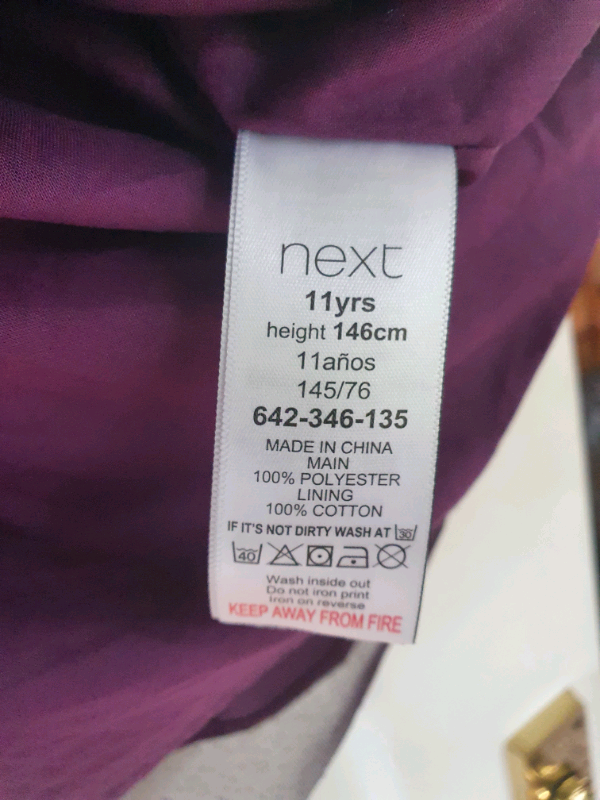 next
11yrs
height 146cm
11años
145/76
642-346-135
MADE IN CHINA
MAIN
100% POLYESTER
LINING
100% COTTON
IF IT'S NOT DIRTY WASH AT 30
40
Wash inside out
Do not iron print
Iron on reverse
KEEP AWAY FROM FIRE